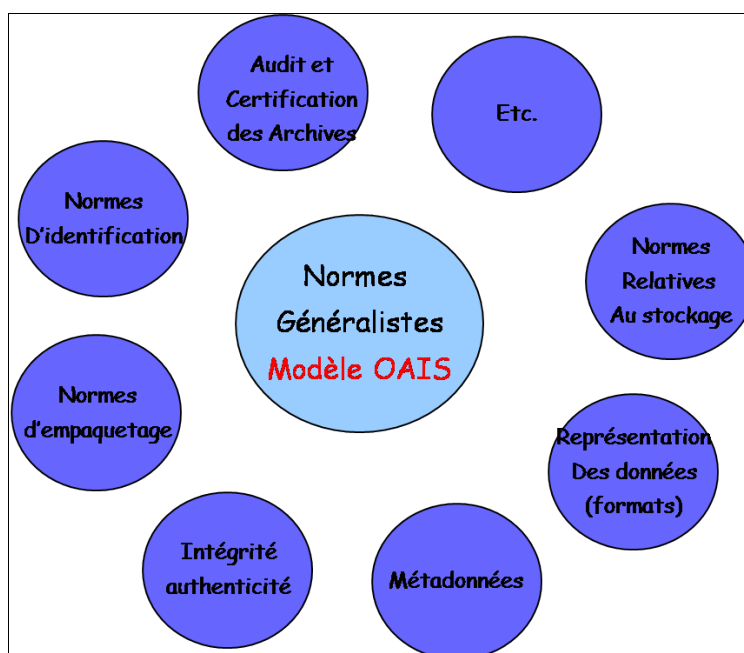 Audit et
Certification
des Archives
Etc.
Normes
D'identification
Normes
Relatives
Au stockage
Normes
Généralistes
Modèle OAIS
Normes
d'empaquetage
Représentation
Des données
(formats)
Intégrité
authenticité
Métadonnées